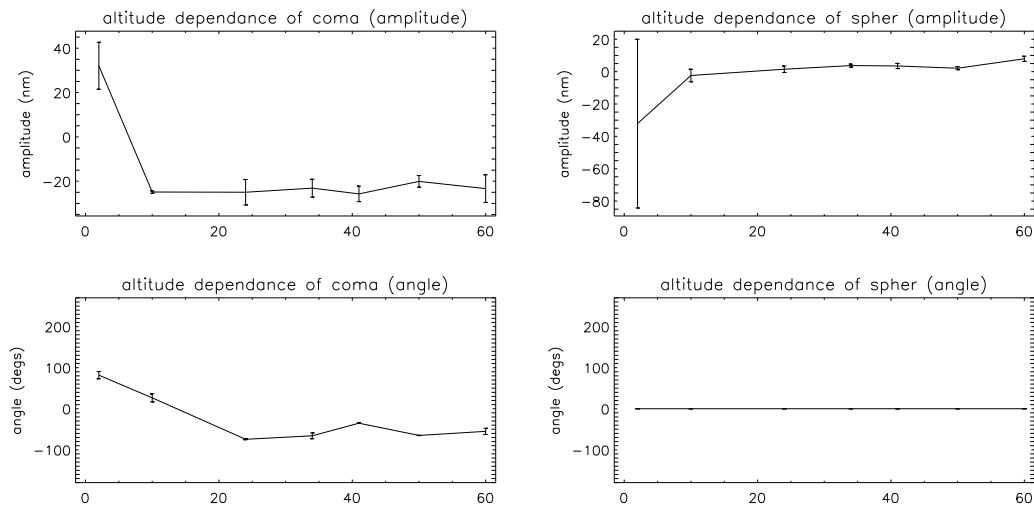 altitude dependance of coma (amplitude)
amplitude (nm)
40
20
0
−20
0 20 40 60
altitude dependance of spher (amplitude)
amplitude (nm)
20
0
−20
−40
−60
−80
0 20 40 60
altitude dependance of coma (angle)
angle (degs)
200
100
0
−100
0 20 40 60
altitude dependance of spher (angle)
angle (degs)
200
100
0
−100
0 20 40 60